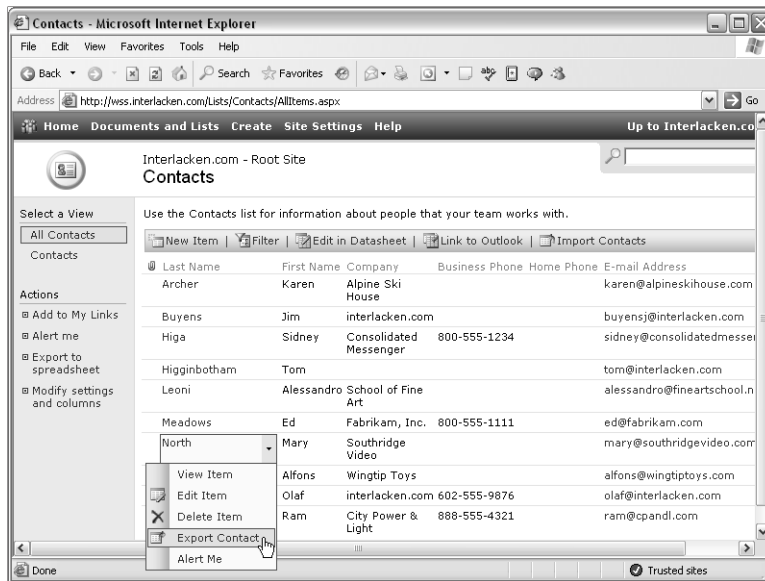 Contacts - Microsoft Internet Explorer
File Edit View Favorites Tools Help
Back Search Favorites
Address http://wss.interlacken.com/Lists/Contacts/AllItems.aspx Go
Home Documents and Lists Create Site Settings Help Up to Interlacken.co
Interlacken.com - Root Site
Contacts
Select a View
All Contacts
Contacts
Actions
Add to My Links
Alert me
Export to
spreadsheet
Modify settings
and columns
Use the Contacts list for information about people that your team works with.
New Item | Filter | Edit in Datasheet | Link to Outlook | Import Contacts
Last Name First Name Company Business Phone Home Phone E-mail Address
Archer Karen Alpine Ski karen@alpineskihouse.com
House
Buyens Jim interlacken.com buyensj@interlacken.com
Higa Sidney Consolidated 800-555-1234 sidney@consolidatedmesse
Messenger
Higginbotham Tom tom@interlacken.com
Leoni Alessandro School of Fine alessandro@fineartschool.n
Art
Meadows Ed Fabrikam, Inc. 800-555-1111 ed@fabrikam.com
North Mary Southridge mary@southridgevideo.com
Video
Alfons Wingtip Toys alfons@wingtiptoys.com
Olaf interlacken.com 602-555-9876 olaf@interlacken.com
Ram City Power & 888-555-4321 ram@cpandl.com
Light
View Item
Edit Item
Delete Item
Export Contact
Alert Me
Done Trusted sites